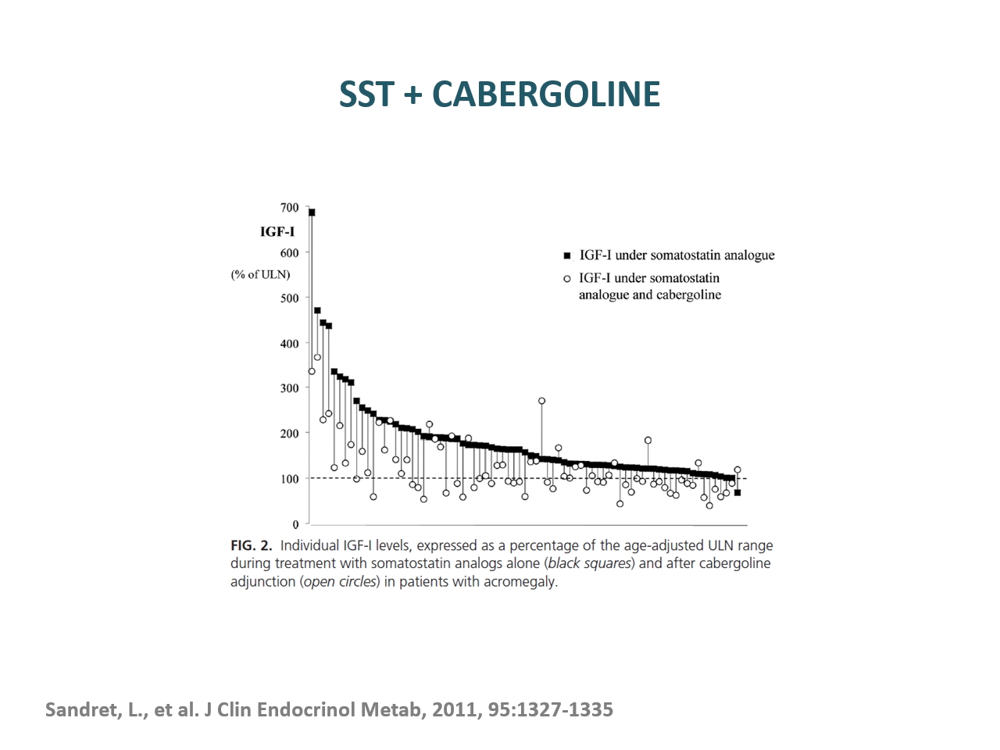 SST + CABERGOLINE
700
IGF-I
600
(% of ULN)
500
400
300
200
100
0
IGF-I under somatostatin analogue
IGF-I under somatostatin
analogue and cabergoline
FIG. 2. Individual IGF-I levels, expressed as a percentage of the age-adjusted ULN range
during treatment with somatostatin analogs alone (black squares) and after cabergoline
adjunction (open circles) in patients with acromegaly.
Sandret, L., et al. J Clin Endocrinol Metab, 2011, 95:1327-1335